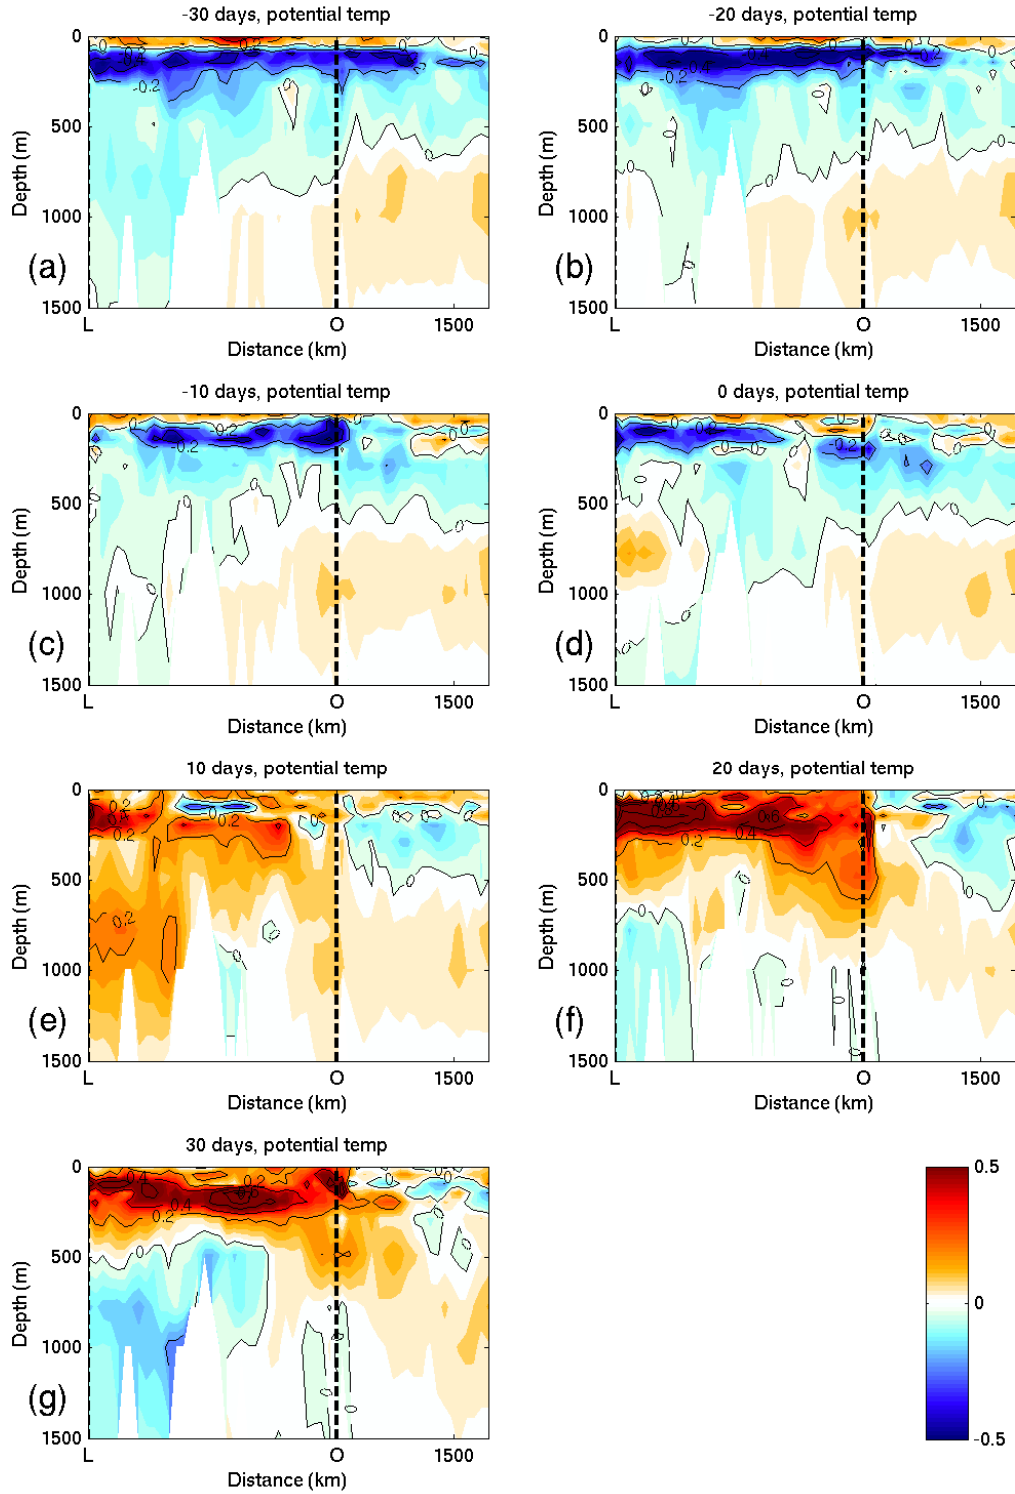 -30 days, potential temp
0
500
1000
1500
Depth (m)
(a)
L
O
1500
Distance (km)
-20 days, potential temp
0
500
1000
1500
Depth (m)
(b)
L
O
1500
Distance (km)
-10 days, potential temp
0
500
1000
1500
Depth (m)
(c)
L
O
1500
Distance (km)
0 days, potential temp
0
500
1000
1500
Depth (m)
(d)
L
O
1500
Distance (km)
10 days, potential temp
0
500
1000
1500
Depth (m)
(e)
L
O
1500
Distance (km)
20 days, potential temp
0
500
1000
1500
Depth (m)
(f)
L
O
1500
Distance (km)
30 days, potential temp
0
500
1000
1500
Depth (m)
(g)
L
O
1500
Distance (km)
0.5
0
-0.5